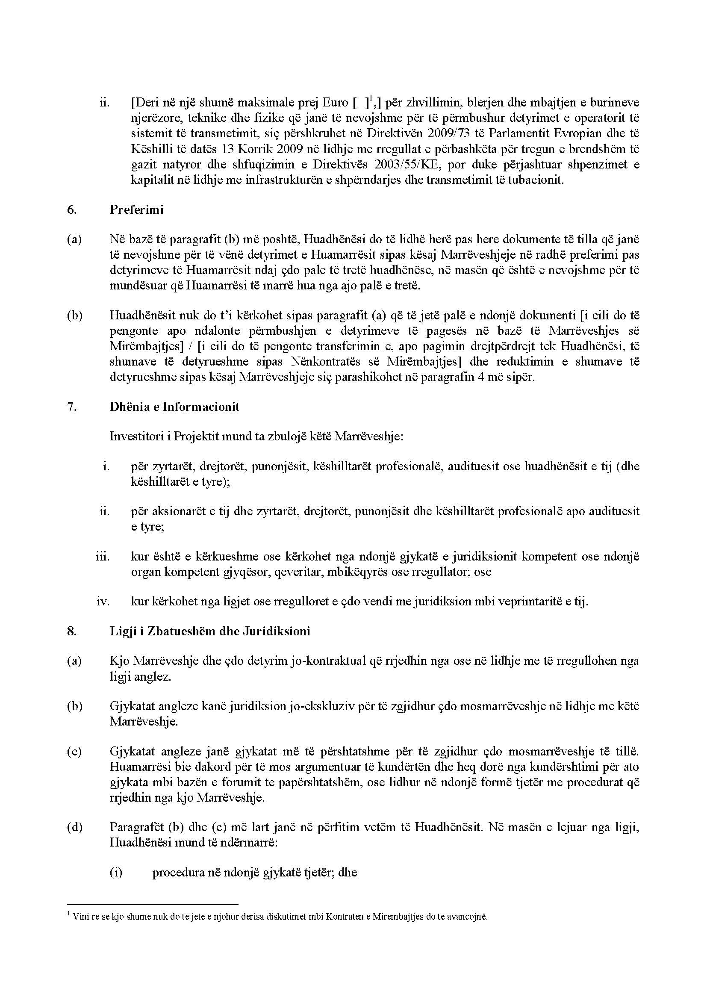 ii. [Deri në një shumë maksimale prej Euro [ ]¹,] për zhvillimin, blerjen dhe mbajtjen e burimeve
njerëzore, teknike dhe fizike që janë të nevojshme për të përmbushur detyrimet e operatorit të
sistemit të transmetimit, siç përshkruhet në Direktivën 2009/73 të Parlamentit Evropian dhe të
Këshilli të datës 13 Korrik 2009 në lidhje me rregullat e përbashkëta për tregun e brendshëm të
gazit natyror dhe shfuqizimin e Direktivës 2003/55/KE, por duke përjashtuar shpenzimet e
kapitalit në lidhje me infrastrukturën e shpërndarjes dhe transmetimit të tubacionit.
6. Preferimi
(a) Në bazë të paragrafit (b) më poshtë, Huadhënësi do të lidhë herë pas here dokumente të tilla që janë
të nevojshme për të vënë detyrimet e Huamarrësit sipas kësaj Marrëveshjeje në radhë preferimi pas
detyrimeve të Huamarrësit ndaj çdo pale të tretë huadhënëse, në masën që është e nevojshme për të
mundësuar që Huamarrësi të marrë hua nga ajo palë e tretë.
(b) Huadhënësit nuk do t’i kërkohet sipas paragrafit (a) që të jetë palë e ndonjë dokumenti [i cili do të
pengonte apo ndalonte përmbushjen e detyrimeve të pagesës në bazë të Marrëveshjes së
Mirëmbajtjes] / [i cili do të pengonte transferimin e, apo pagimin drejtpërdrejt tek Huadhënësi, të
shumave të detyrueshme sipas Nënkontratës së Mirëmbajtjes] dhe reduktimin e shumave të
detyrueshme sipas kësaj Marrëveshjeje siç parashikohet në paragrafin 4 më sipër.
7. Dhënia e Informacionit
Investitori i Projektit mund ta zbulojë këtë Marrëveshje:
i. për zyrtarët, drejtorët, punonjësit, këshilltarët profesionalë, audituesit ose huadhënësit e tij (dhe
këshilltarët e tyre);
ii. për aksionarët e tij dhe zyrtarët, drejtorët, punonjësit dhe këshilltarët profesionalë apo audituesit
e tyre;
iii. kur është e kërkueshme ose kërkohet nga ndonjë gjykatë e juridiksionit kompetent ose ndonjë
organ kompetent gjyqësor, qeveritar, mbikëqyrës ose rregullator; ose
iv. kur kërkohet nga ligjet ose rregulloret e çdo vendi me juridiksion mbi veprimtaritë e tij.
8. Ligji i Zbatueshëm dhe Juridiksioni
(a) Kjo Marrëveshje dhe çdo detyrim jo-kontraktual që rrjedhin nga ose në lidhje me të rregullohen nga
ligji anglez.
(b) Gjykatat angleze kanë juridiksion jo-ekskluziv për të zgjidhur çdo mosmarrëveshje në lidhje me këtë
Marrëveshje.
(c) Gjykatat angleze janë gjykatat më të përshtatshme për të zgjidhur çdo mosmarrëveshje të tillë.
Huamarrësi bie dakord për të mos argumentuar të kundërtën dhe heq dorë nga kundërshtimi për ato
gjykata mbi bazën e forumit te papërshtatshëm, ose lidhur në ndonjë formë tjetër me procedurat që
rrjedhin nga kjo Marrëveshje.
(d) Paragrafët (b) dhe (c) më lart janë në përfitim vetëm të Huadhënësit. Në masën e lejuar nga ligji,
Huadhënësi mund të ndërmarrë:
(i) procedura në ndonjë gjykatë tjetër; dhe
¹ Vini re se kjo shume nuk do te jete e njohur derisa diskutimet mbi Kontraten e Mirembajtjes do te avancojnë.